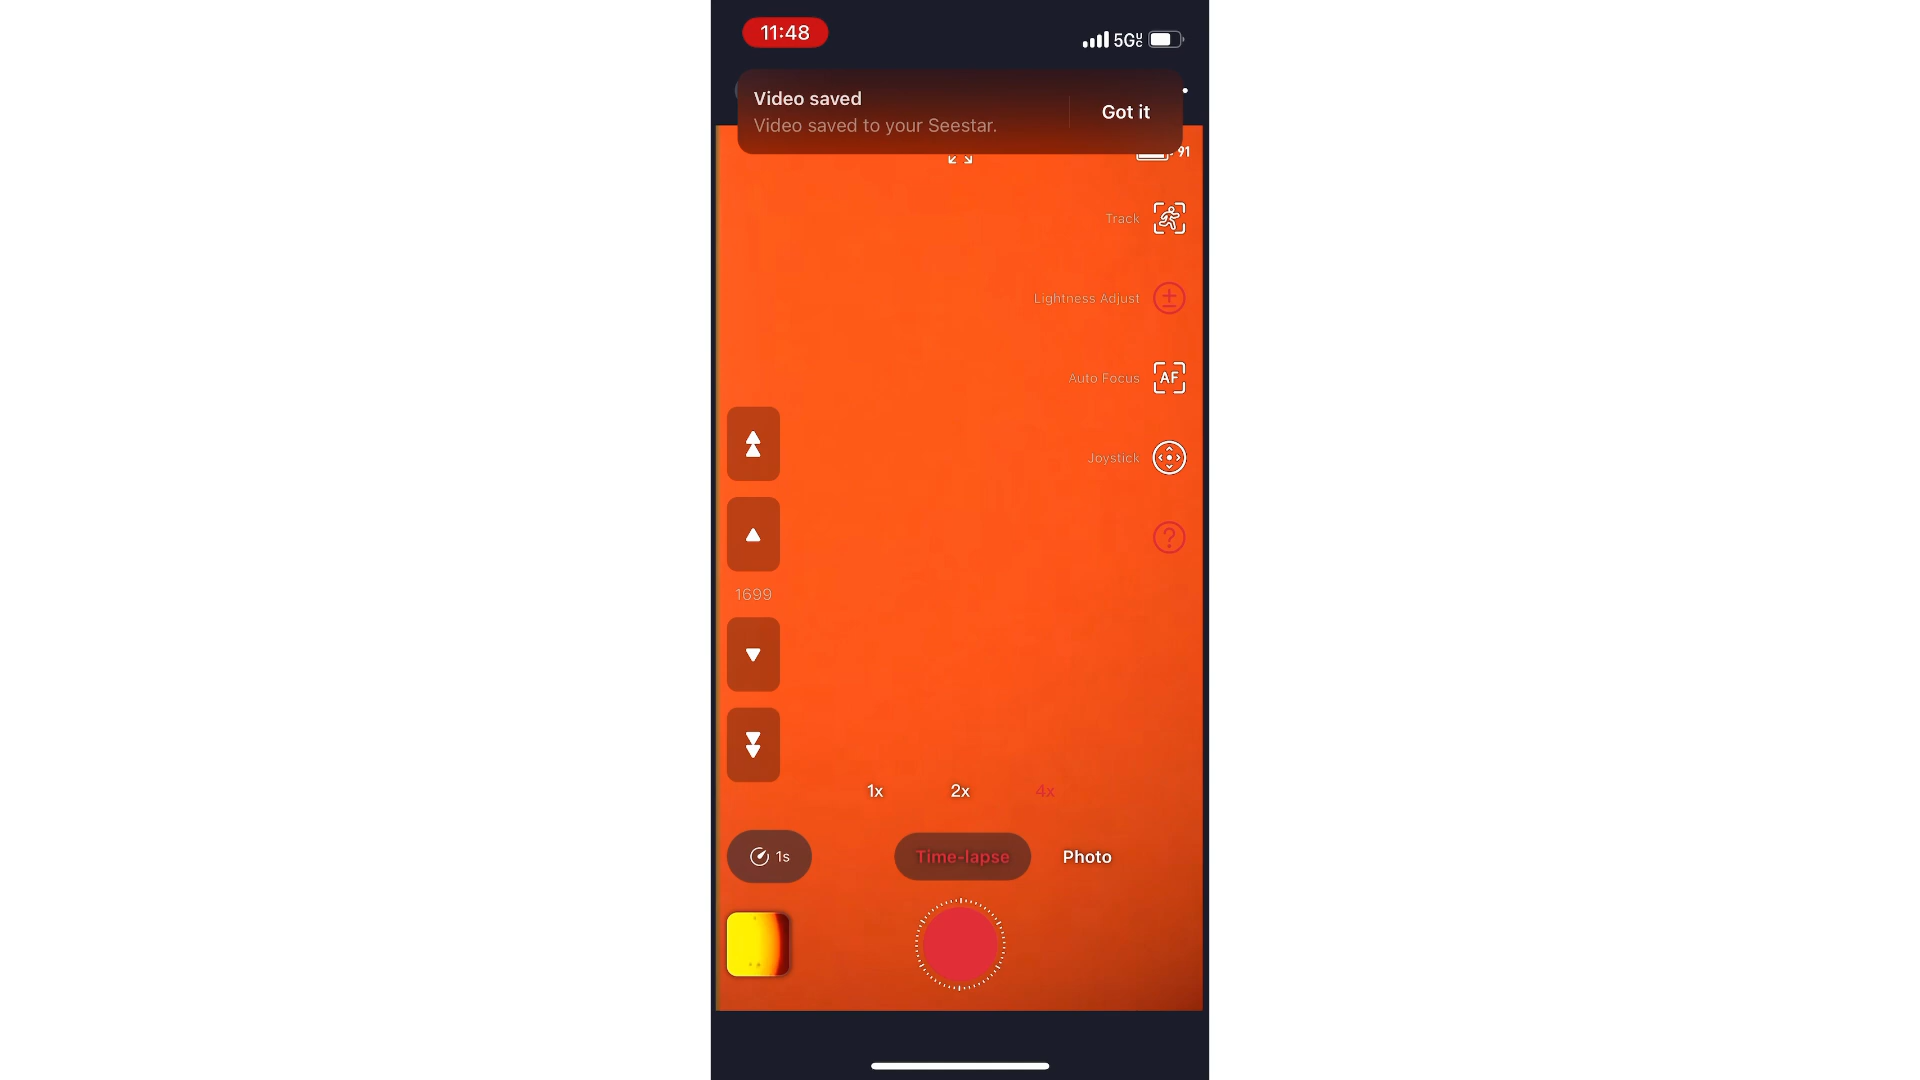 11:48
5GUC
Video saved
Got it
Video saved to your Seestar.
91
Track
Lightness Adjust
Auto Focus
AF
Joystick
?
1699
1x 2x 4x
1s
Time-lapse
Photo